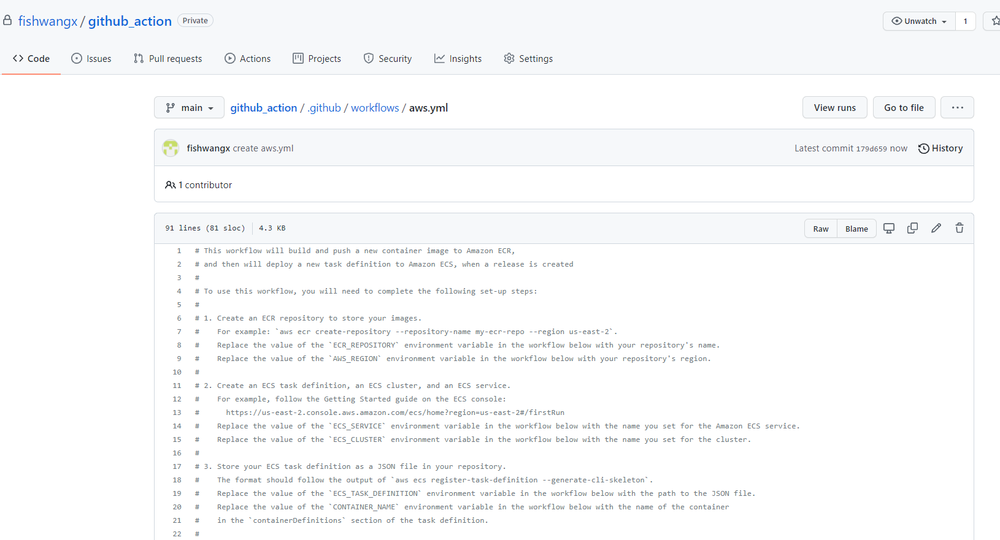 fishwangx / github_action Private
Unwatch 1
Code Issues Pull requests Actions Projects Security Insights Settings
main github_action / .github / workflows / aws.yml View runs Go to file ...
fishwangx create aws.yml Latest commit 179d659 now History
1 contributor
91 lines (81 sloc) 4.3 KB Raw Blame
1 # This workflow will build and push a new container image to Amazon ECR,
2 # and then will deploy a new task definition to Amazon ECS, when a release is created
3 #
4 # To use this workflow, you will need to complete the following set-up steps:
5 #
6 # 1. Create an ECR repository to store your images.
7 #    For example: `aws ecr create-repository --repository-name my-ecr-repo --region us-east-2`.
8 #    Replace the value of the `ECR_REPOSITORY` environment variable in the workflow below with your repository's name.
9 #    Replace the value of the `AWS_REGION` environment variable in the workflow below with your repository's region.
10 #
11 # 2. Create an ECS task definition, an ECS cluster, and an ECS service.
12 #    For example, follow the Getting Started guide on the ECS console:
13 #      https://us-east-2.console.aws.amazon.com/ecs/home?region=us-east-2#/firstRun
14 #    Replace the value of the `ECS_SERVICE` environment variable in the workflow below with the name you set for the Amazon ECS service.
15 #    Replace the value of the `ECS_CLUSTER` environment variable in the workflow below with the name you set for the cluster.
16 #
17 # 3. Store your ECS task definition as a JSON file in your repository.
18 #    The format should follow the output of `aws ecs register-task-definition --generate-cli-skeleton`.
19 #    Replace the value of the `ECS_TASK_DEFINITION` environment variable in the workflow below with the path to the JSON file.
20 #    Replace the value of the `CONTAINER_NAME` environment variable in the workflow below with the name of the container
21 #    in the `containerDefinitions` section of the task definition.
22 #